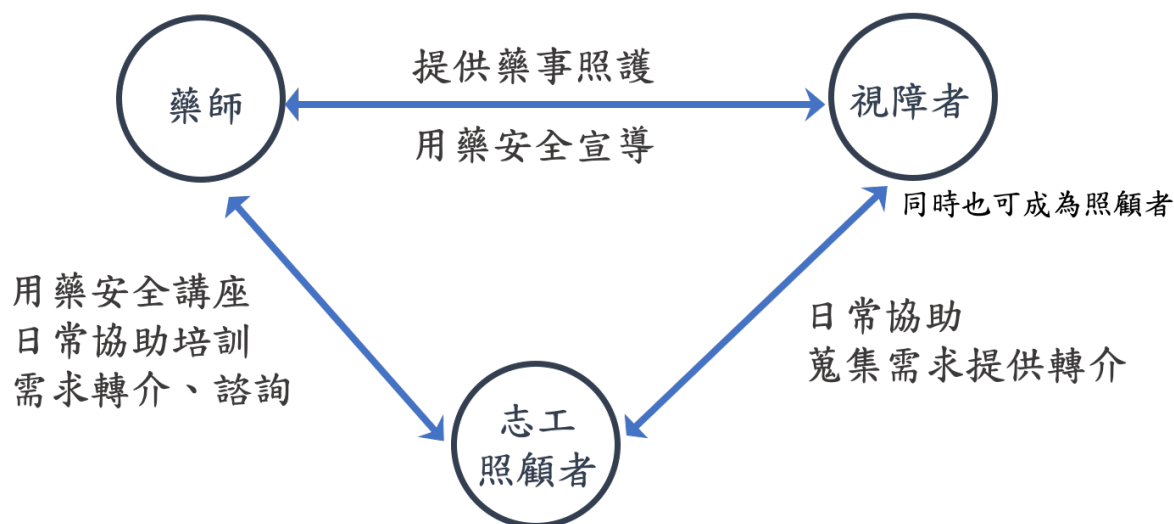 提供藥事照護
藥師
視障者
用藥安全宣導
同時也可成為照顧者
用藥安全講座
日常協助培訓
需求轉介、諮詢
日常協助
蒐集需求提供轉介
志工
照顧者